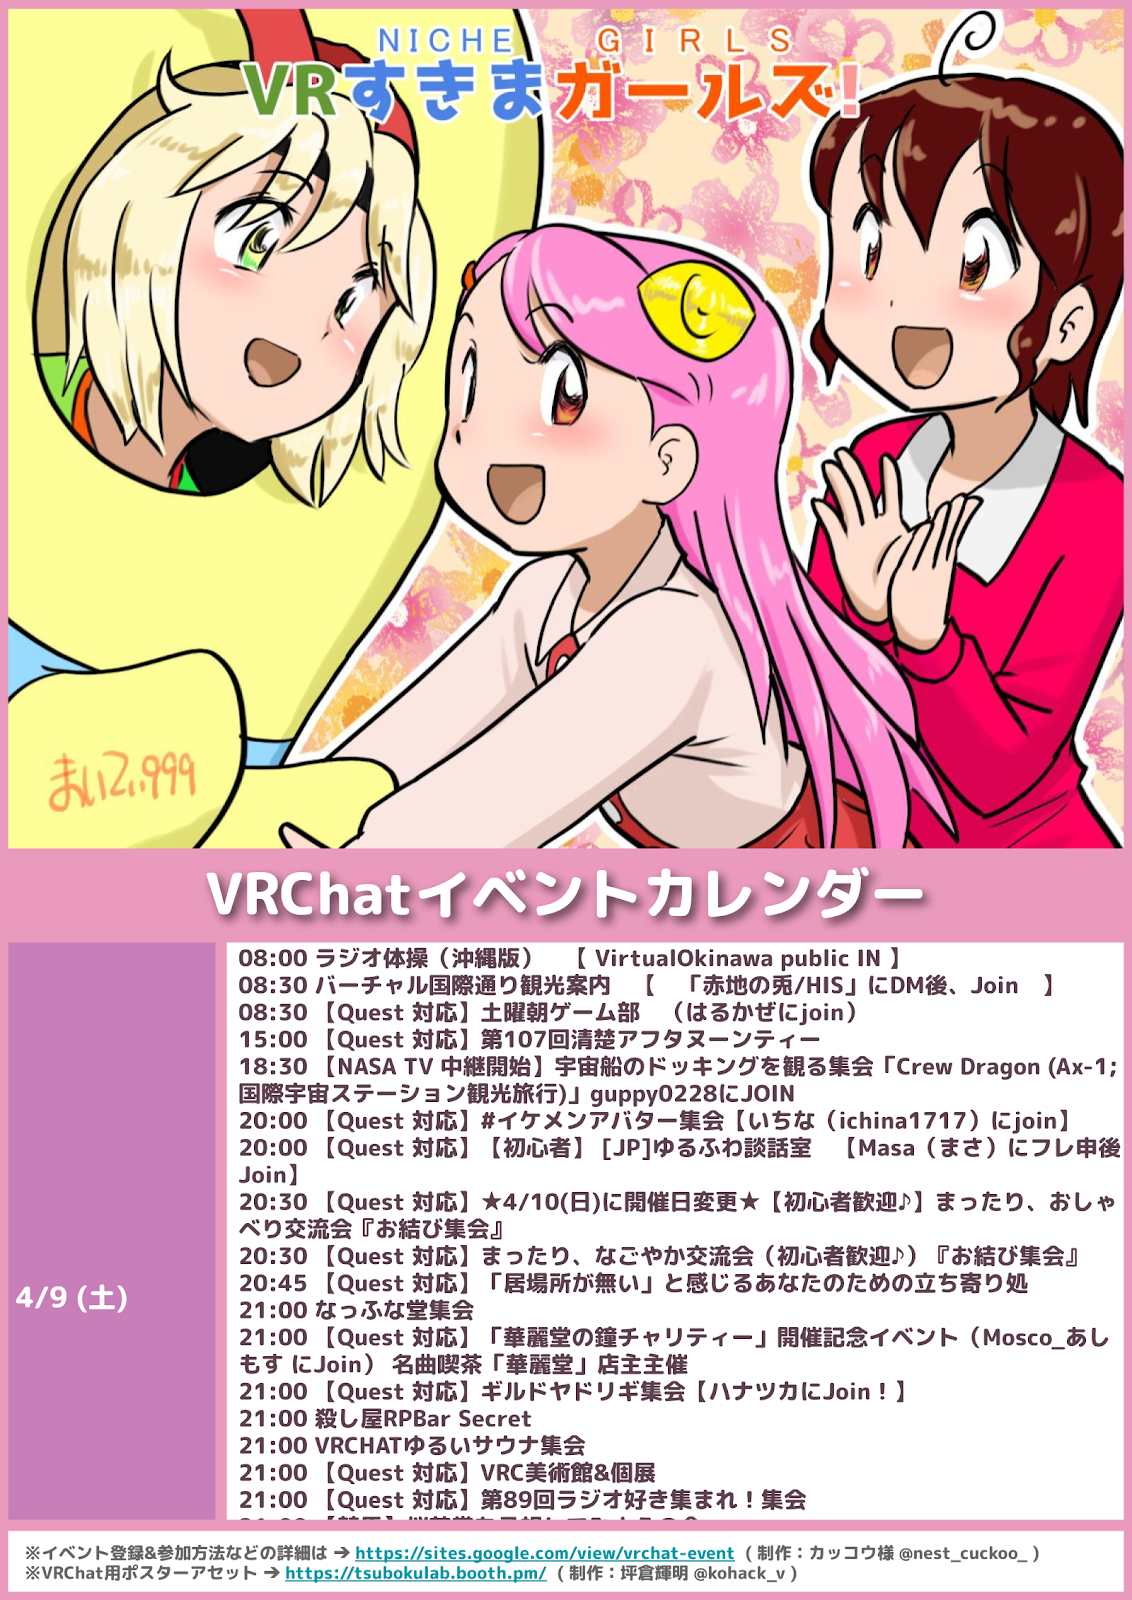 NICHE GIRLS
VRすきまガールズ!
まいてぃ999
VRChatイベントカレンダー
4/9 (土)
08:00 ラジオ体操（沖縄版）　【 VirtualOkinawa public IN 】
08:30 バーチャル国際通り観光案内　【　「赤地の兎/HIS」にDM後、Join　】
08:30 【Quest 対応】土曜朝ゲーム部　（はるかぜにjoin）
15:00 【Quest 対応】第107回清楚アフタヌーンティー
18:30 【NASA TV 中継開始】宇宙船のドッキングを観る集会「Crew Dragon (Ax-1;
国際宇宙ステーション観光旅行)」guppy0228にJOIN
20:00 【Quest 対応】#イケメンアバター集会【いちな（ichina1717）にjoin】
20:00 【Quest 対応】【初心者】 [JP]ゆるふわ談話室　【Masa（まさ）にフレ申後
Join】
20:30 【Quest 対応】★4/10(日)に開催日変更★【初心者歓迎♪】まったり、おしゃ
べり交流会『お結び集会』
20:30 【Quest 対応】まったり、なごやか交流会（初心者歓迎♪）『お結び集会』
20:45 【Quest 対応】「居場所が無い」と感じるあなたのための立ち寄り処
21:00 なっふな堂集会
21:00 【Quest 対応】「華麗堂の鐘チャリティー」開催記念イベント（Mosco_あし
もす にJoin） 名曲喫茶「華麗堂」店主主催
21:00 【Quest 対応】ギルドヤドリギ集会【ハナツカにJoin！】
21:00 殺し屋RPBar Secret
21:00 VRCHATゆるいサウナ集会
21:00 【Quest 対応】VRC美術館&個展
21:00 【Quest 対応】第89回ラジオ好き集まれ！集会
※イベント登録&参加方法などの詳細は ➔ https://sites.google.com/view/vrchat-event （ 制作：カッコウ様 @nest_cuckoo_ ）
※VRChat用ポスターアセット ➔ https://tsubokulab.booth.pm/ （ 制作：坪倉輝明 @kohack_v ）